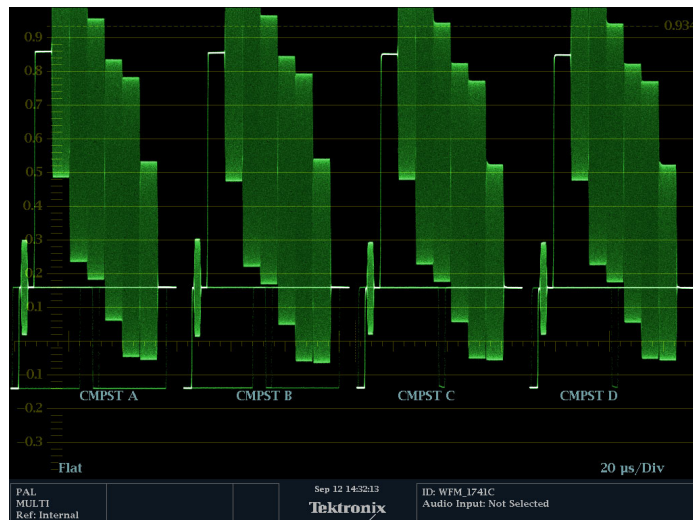 0.9
0.934
0.8
0.7
0.6
0.5
0.4
0.3
0.2
0.1
0.1
CMPST A
CMPST B
CMPST C
CMPST D
−0.2
−0.3
Flat
20 µs/Div
PAL
MULTI
Ref: Internal
Sep 12 14:32:13
Tektronix
ID: WFM_1741C
Audio Input: Not Selected